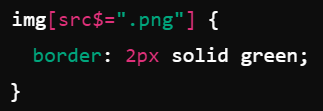 img[src$=".png"] {
  border: 2px solid green;
}